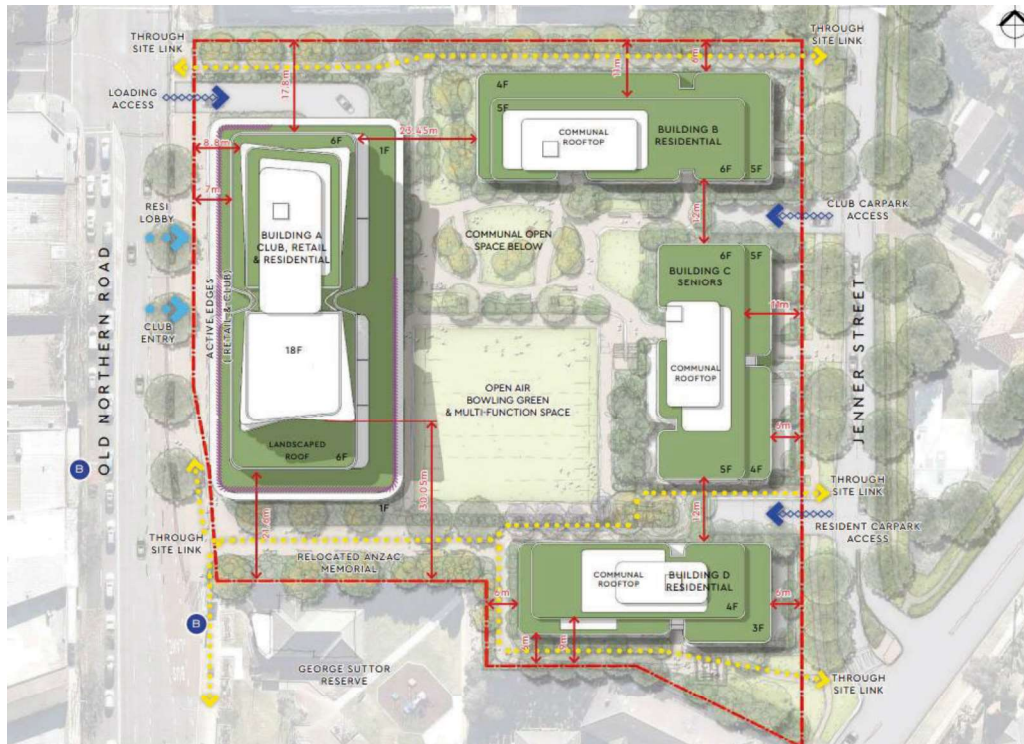 THROUGH
SITE LINK
THROUGH
SITE LINK
LOADING
ACCESS
17.8m
11m
6m
4F
5F
COMMUNAL
ROOFTOP
BUILDING B
RESIDENTIAL
6F
5F
23.45m
6F
1F
8.8m
7m
RESI
LOBBY
BUILDING A
CLUB, RETAIL
& RESIDENTIAL
COMMUNAL OPEN
SPACE BELOW
12m
CLUB CARPARK
ACCESS
OLD NORTHERN ROAD
ACTIVE EDGES
(RETAIL & CLUB)
CLUB
ENTRY
18F
6F
5F
BUILDING C
SENIORS
11m
COMMUNAL
ROOFTOP
JENNER STREET
OPEN AIR
BOWLING GREEN
& MULTI-FUNCTION SPACE
LANDSCAPED
ROOF
6F
30.05m
5F
4F
B
1F
12m
THROUGH
SITE LINK
THROUGH
SITE LINK
RESIDENT CARPARK
ACCESS
RELOCATED ANZAC
MEMORIAL
6m
COMMUNAL
ROOFTOP
BUILDING D
RESIDENTIAL
4F
3F
B
GEORGE SUTTOR
RESERVE
THROUGH
SITE LINK